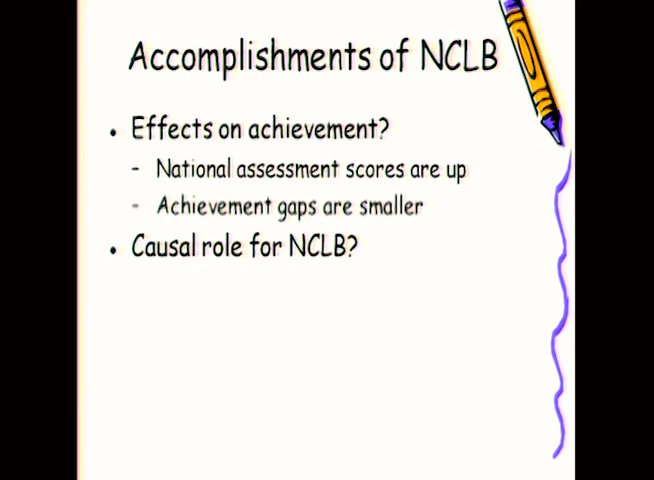 Accomplishments of NCLB
• Effects on achievement?
- National assessment scores are up
- Achievement gaps are smaller
• Causal role for NCLB?